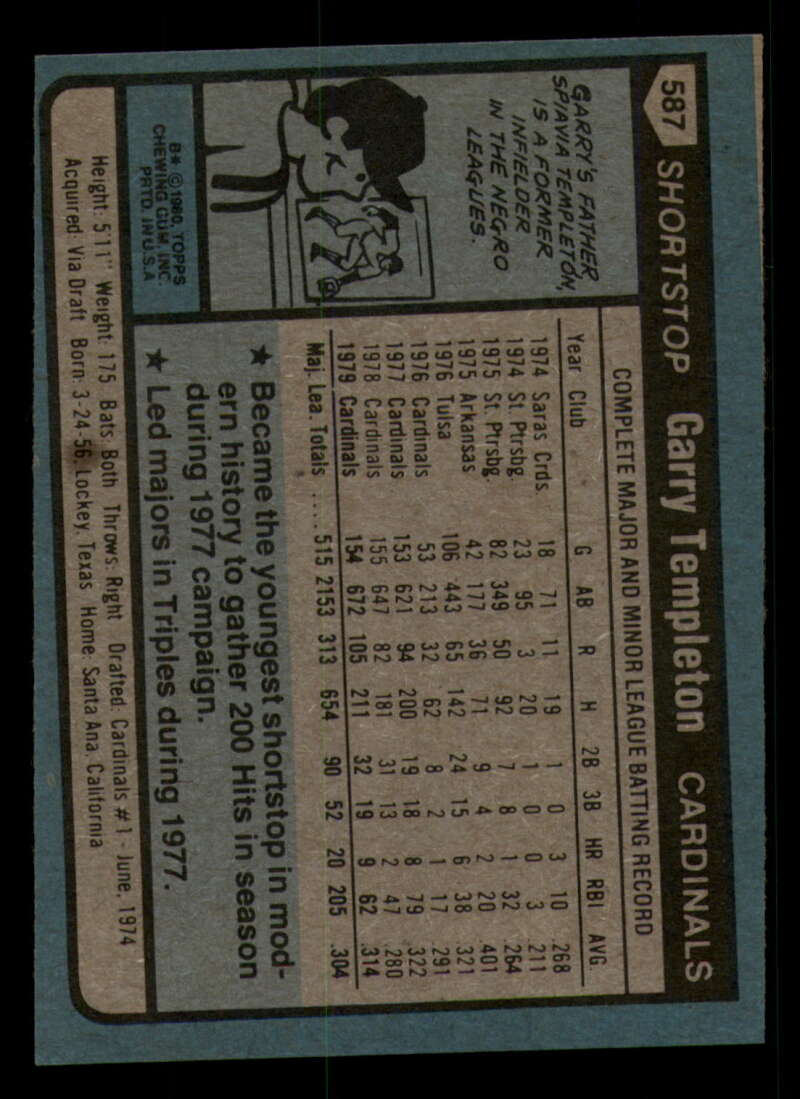 587 SHORTSTOP Garry Templeton CARDINALS
GARRY'S FATHER
SPIAVIA TEMPLETON,
IS A FORMER
INFIELDER
IN THE NEGRO
LEAGUES.
B* ©1980, TOPPS
CHEWING GUM, INC.
PRTD. IN U.S.A
COMPLETE MAJOR AND MINOR LEAGUE BATTING RECORD
Year Club G AB R H 2B 3B HR RBI AVG.
1974 Saras Crds. 18 71 11 19 1 0 3 10 .268
1974 St. Ptrsbg. 23 95 3 20 1 0 0 3 .211
1975 St. Ptrsbg. 82 349 50 92 7 8 1 32 .264
1975 Arkansas 42 177 36 71 9 4 2 20 .401
1976 Tulsa 106 443 65 142 24 15 6 38 .321
1976 Cardinals 53 213 32 62 8 2 1 17 .291
1977 Cardinals 153 621 94 200 19 18 8 79 .322
1978 Cardinals 155 647 82 181 31 13 2 47 .280
1979 Cardinals 154 672 105 211 32 19 9 62 .314
Maj. Lea. Totals .... 515 2153 313 654 90 52 20 205 .304
★ Became the youngest shortstop in mod-
ern history to gather 200 Hits in season
during 1977 campaign.
★ Led majors in Triples during 1977.
Height: 5'11" Weight: 175 Bats: Both Throws: Right Drafted: Cardinals #1 - June, 1974
Acquired: Via Draft Born: 3-24-56, Lockey, Texas Home: Santa Ana, California